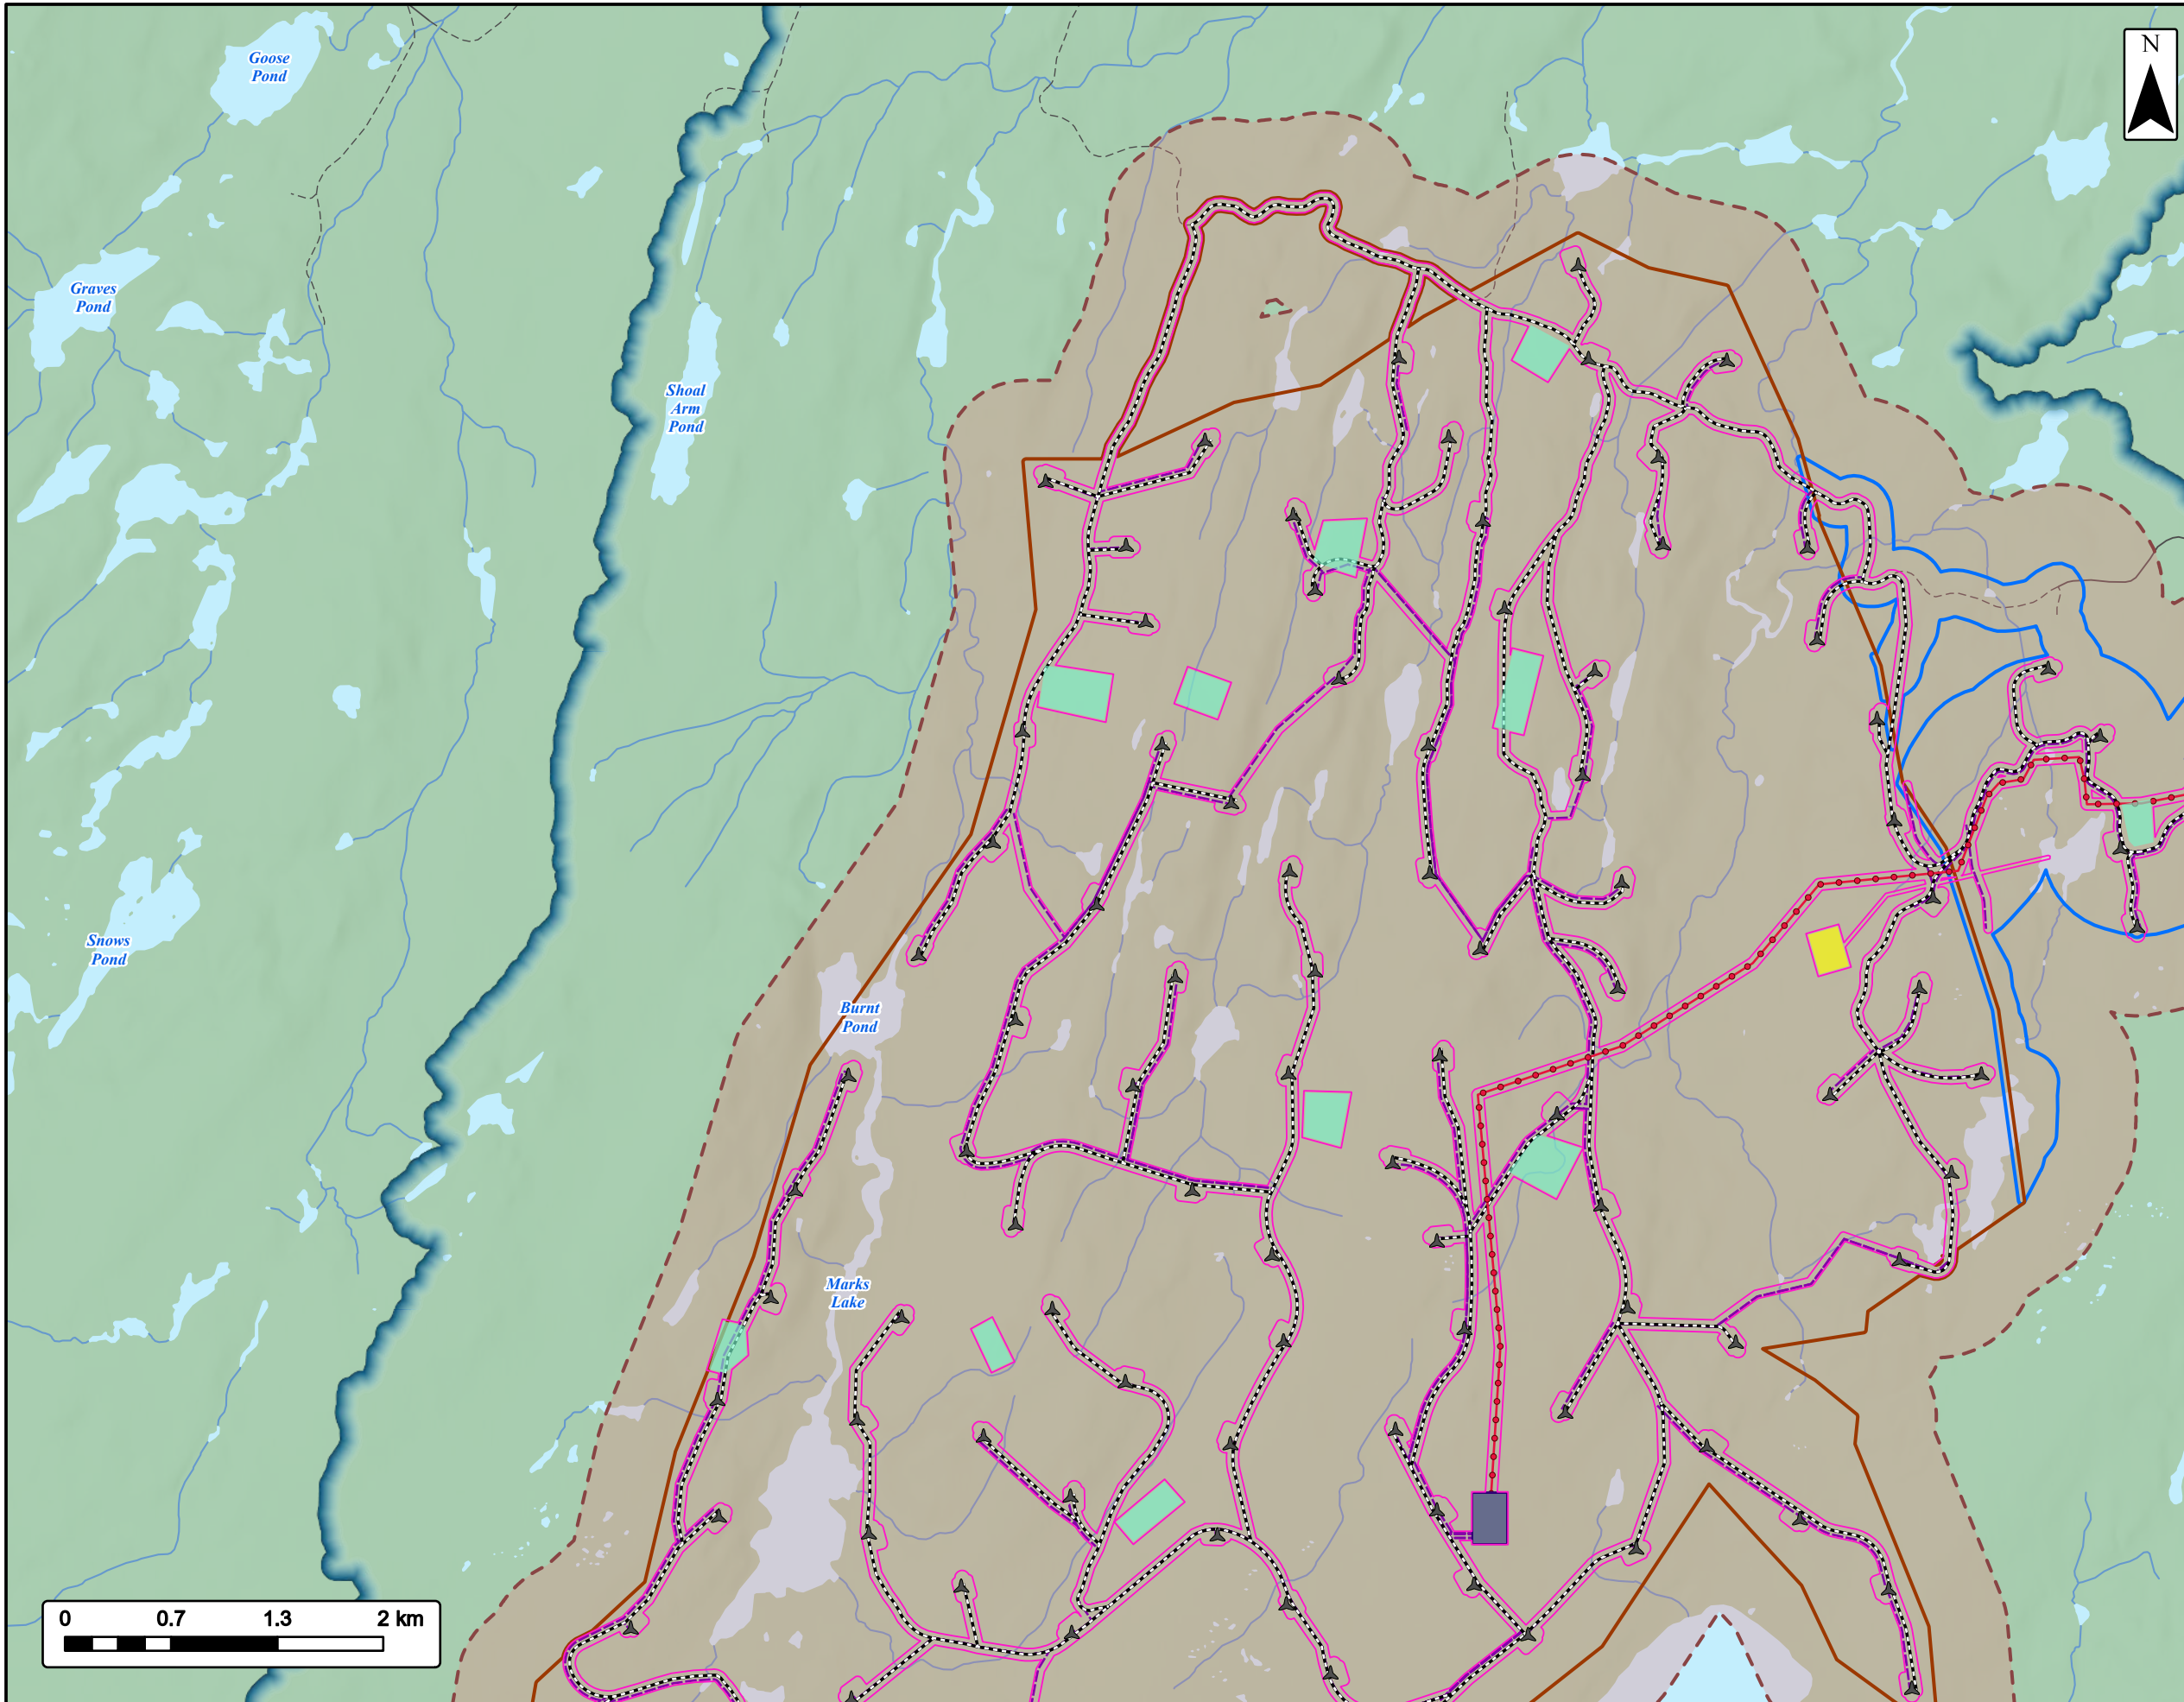 Goose
Pond
N
Graves
Pond
Shoal
Arm
Pond
Snows
Pond
Burnt
Pond
Marks
Lake
0 0.7 1.3 2 km